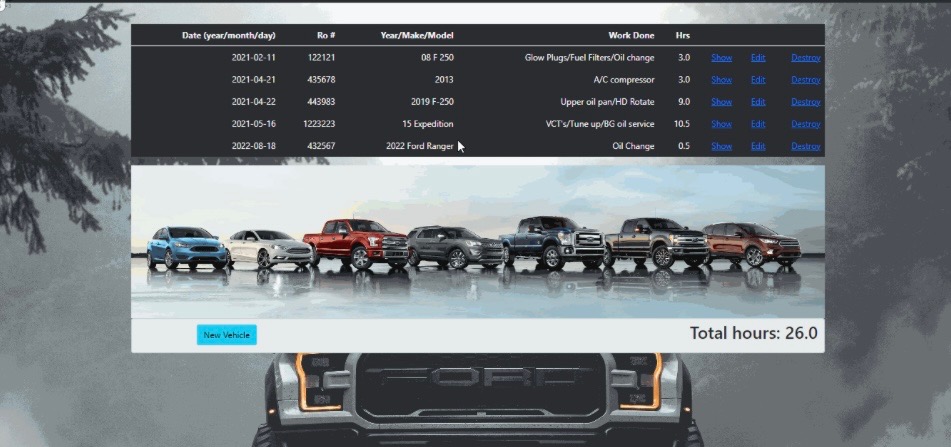 Date (year/month/day) Ro # Year/Make/Model Work Done Hrs
2021-02-11 122121 08 F 250 Glow Plugs/Fuel Filters/Oil change 3.0 Show Edit Destroy
2021-04-21 435678 2013 A/C compressor 3.0 Show Edit Destroy
2021-04-22 443983 2019 F-250 Upper oil pan/HD Rotate 9.0 Show Edit Destroy
2021-05-16 1223223 15 Expedition VCT's/Tune up/BG oil service 10.5 Show Edit Destroy
2022-08-18 432567 2022 Ford Ranger Oil Change 0.5 Show Edit Destroy
New Vehicle Total hours: 26.0
FORD